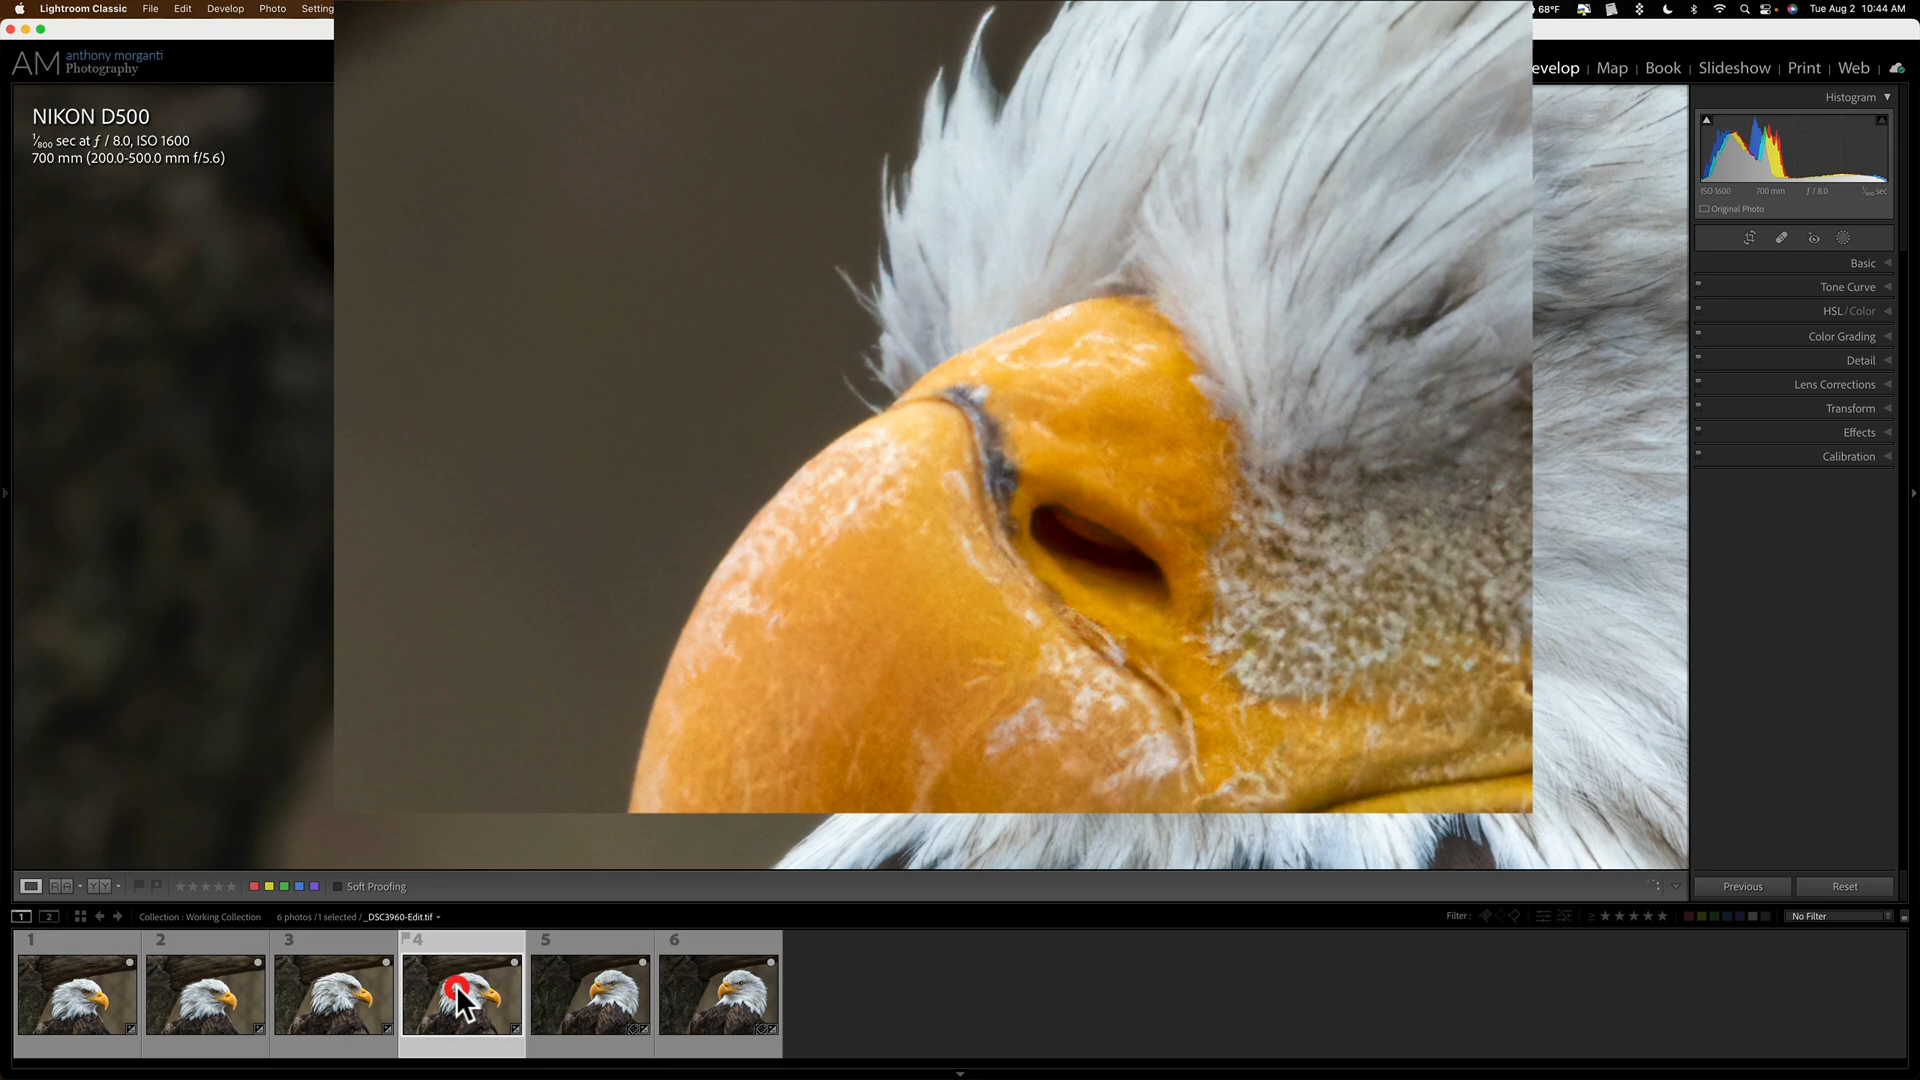 Lightroom Classic File Edit Develop Photo Setting
68°F Tue Aug 2 10:44 AM
AM anthony morganti
Photography
evelop | Map | Book | Slideshow | Print | Web |
NIKON D500
1/800 sec at ƒ / 8.0, ISO 1600
700 mm (200.0-500.0 mm f/5.6)
Histogram
ISO 1600 700 mm ƒ / 8.0 1/800 sec
Original Photo
Basic
Tone Curve
HSL / Color
Color Grading
Detail
Lens Corrections
Transform
Effects
Calibration
Soft Proofing
Previous Reset
1 2 Collection : Working Collection 6 photos /1 selected / _DSC3960-Edit.tif
Filter : ≥ No Filter
1 2 3 4 5 6